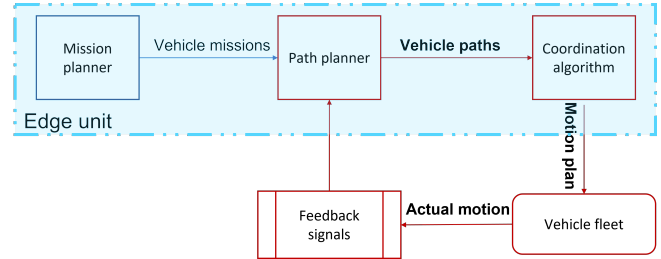 Mission
planner
Vehicle missions
Path planner
Vehicle paths
Coordination
algorithm
Edge unit
Motion plan
Feedback
signals
Actual motion
Vehicle fleet